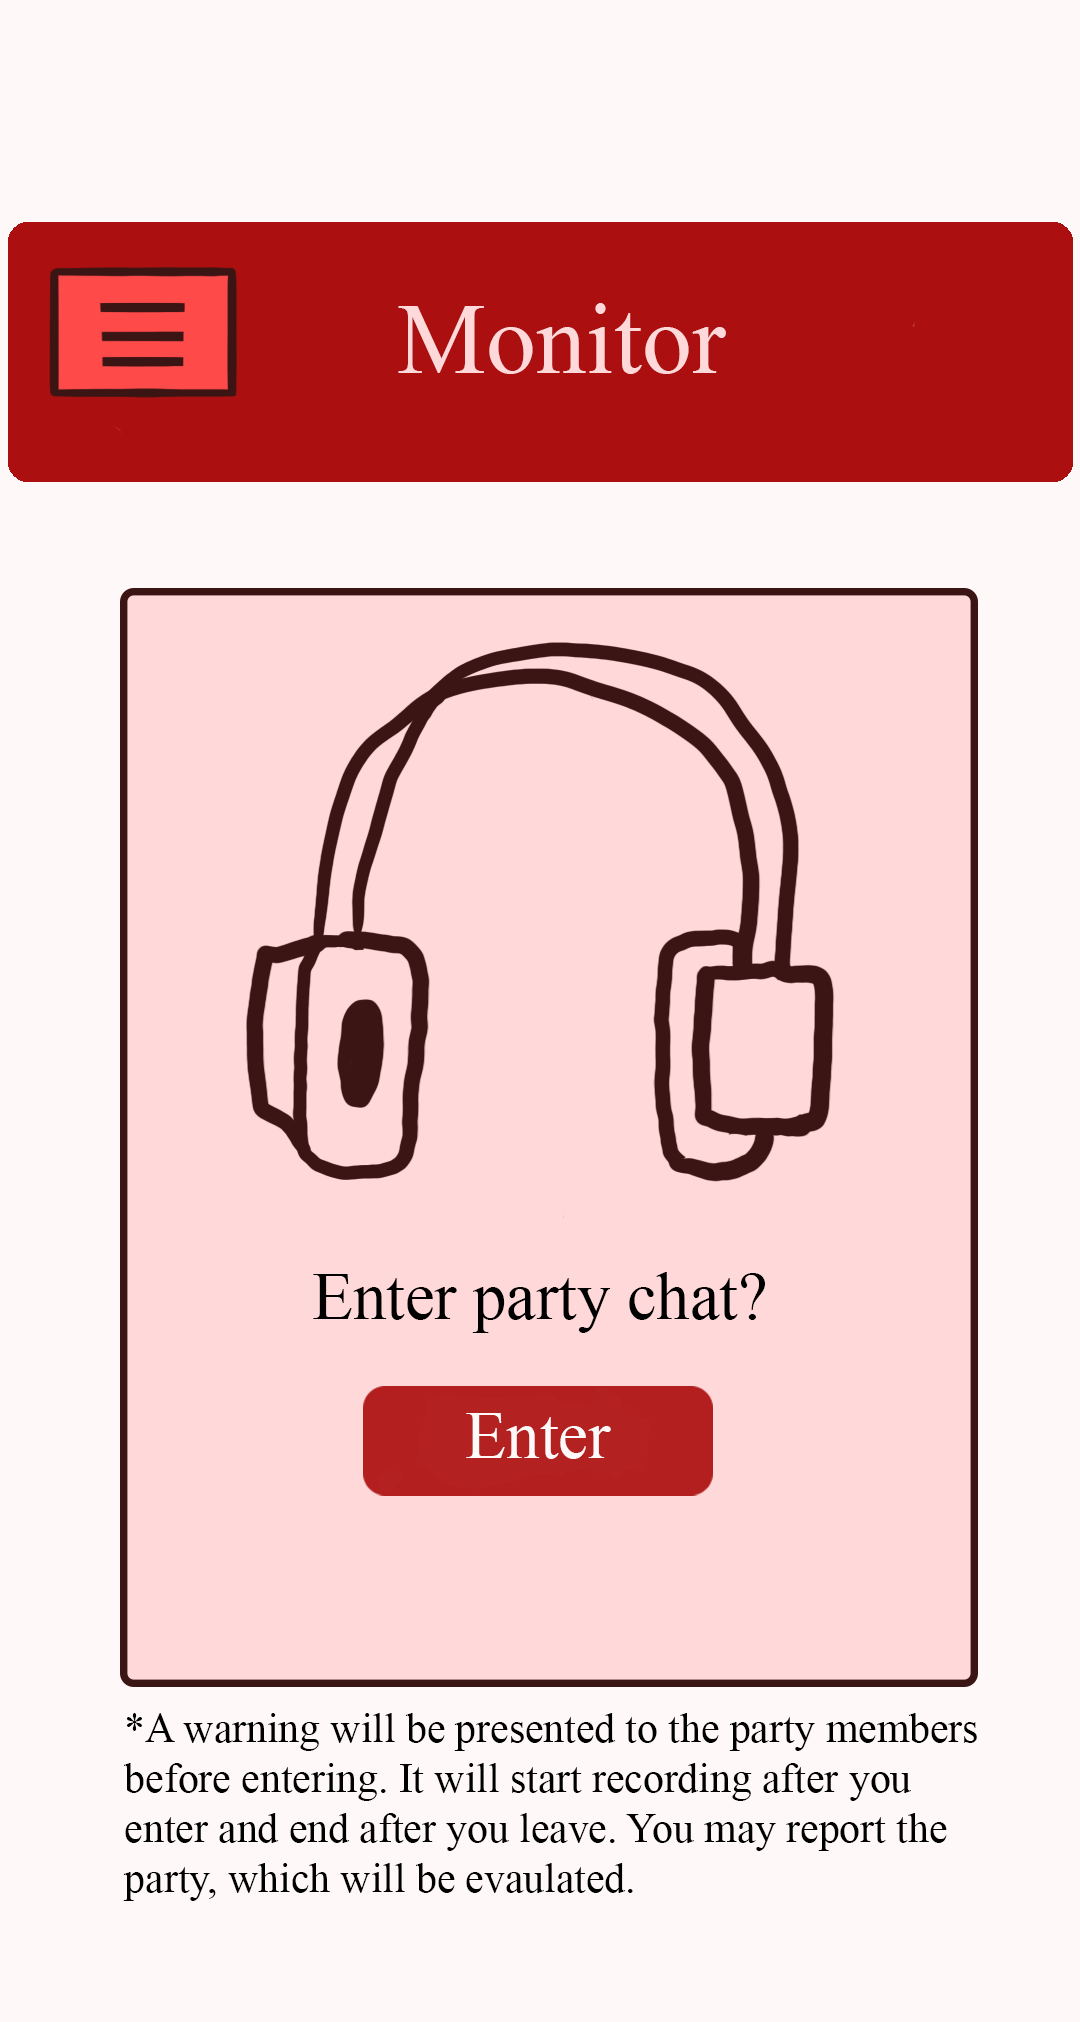 Monitor
Enter party chat?
Enter
*A warning will be presented to the party members
before entering. It will start recording after you
enter and end after you leave. You may report the
party, which will be evaulated.